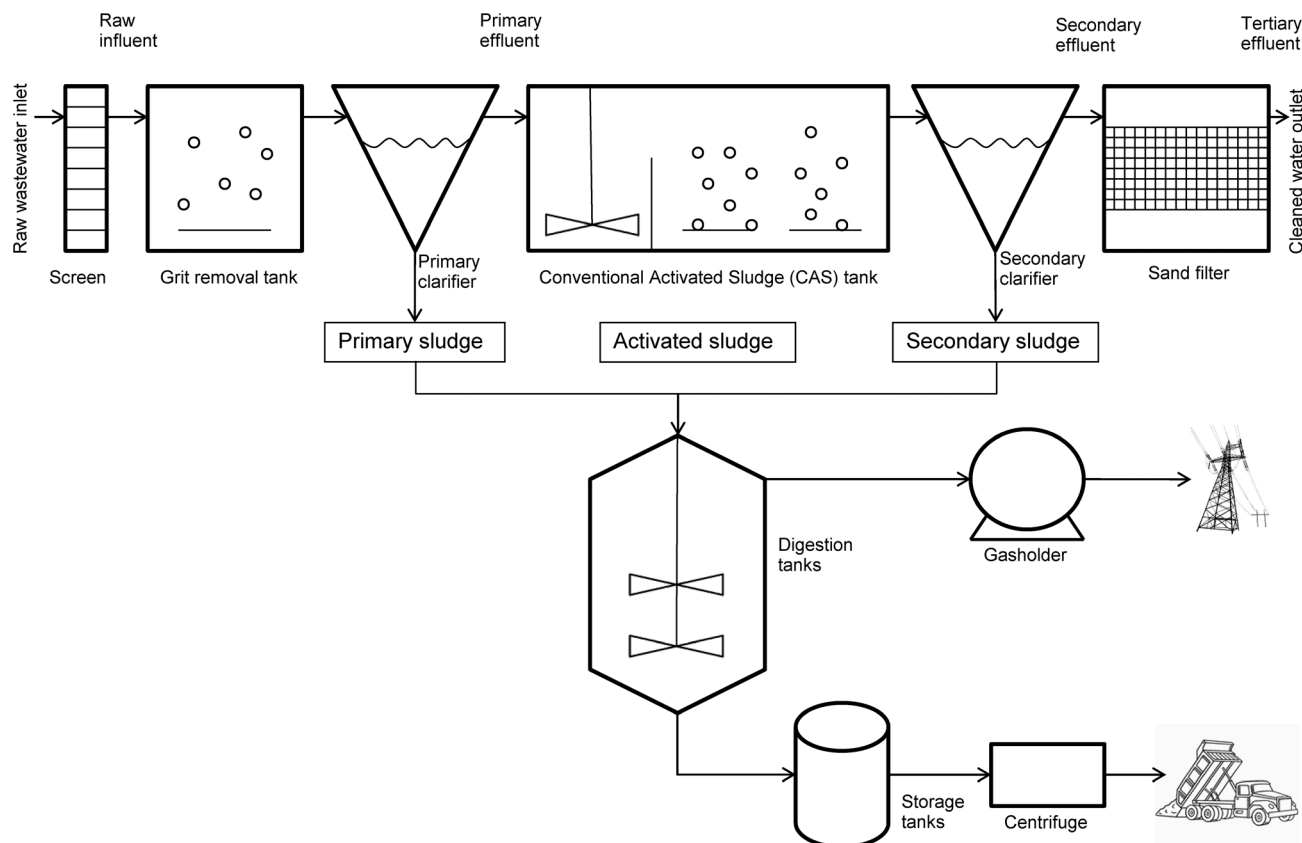 Raw
influent
Primary
effluent
Secondary
effluent
Tertiary
effluent
Raw wastewater inlet
Cleaned water outlet
Screen
Grit removal tank
Primary
clarifier
Conventional Activated Sludge (CAS) tank
Secondary
clarifier
Sand filter
Primary sludge
Activated sludge
Secondary sludge
Digestion
tanks
Gasholder
Storage
tanks
Centrifuge